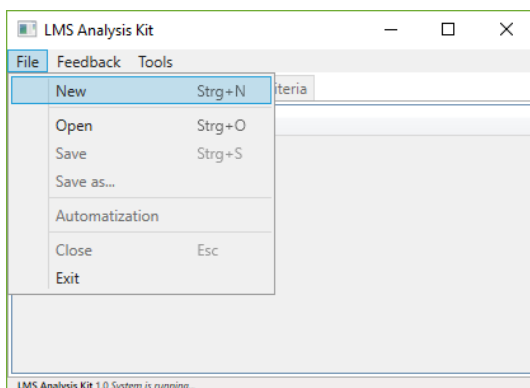 LMS Analysis Kit
File Feedback Tools
New Strg+N iteria
Open Strg+O
Save Strg+S
Save as...
Automatization
Close Esc
Exit
LMS Analysis Kit 1.0 System is running...